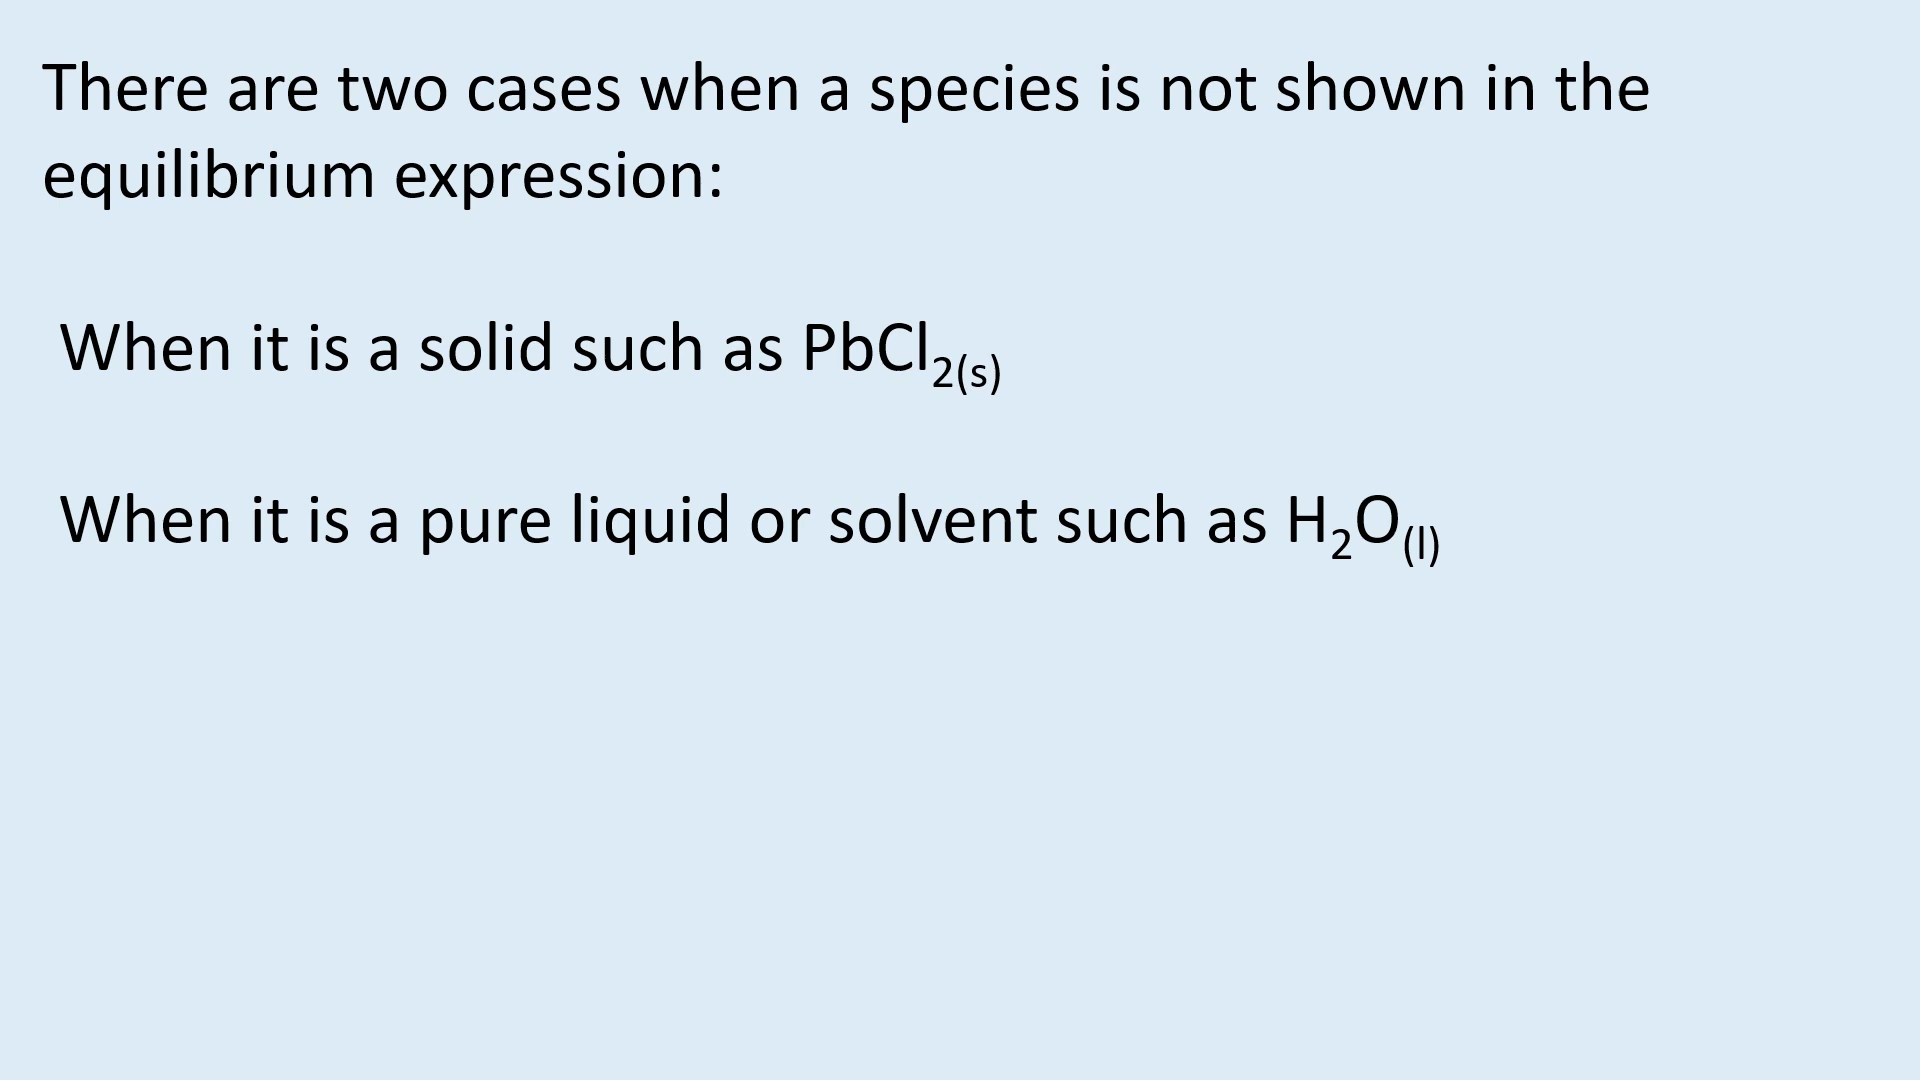 There are two cases when a species is not shown in the
equilibrium expression:
When it is a solid such as PbCl₂₍ₛ₎
When it is a pure liquid or solvent such as H₂O₍ₗ₎